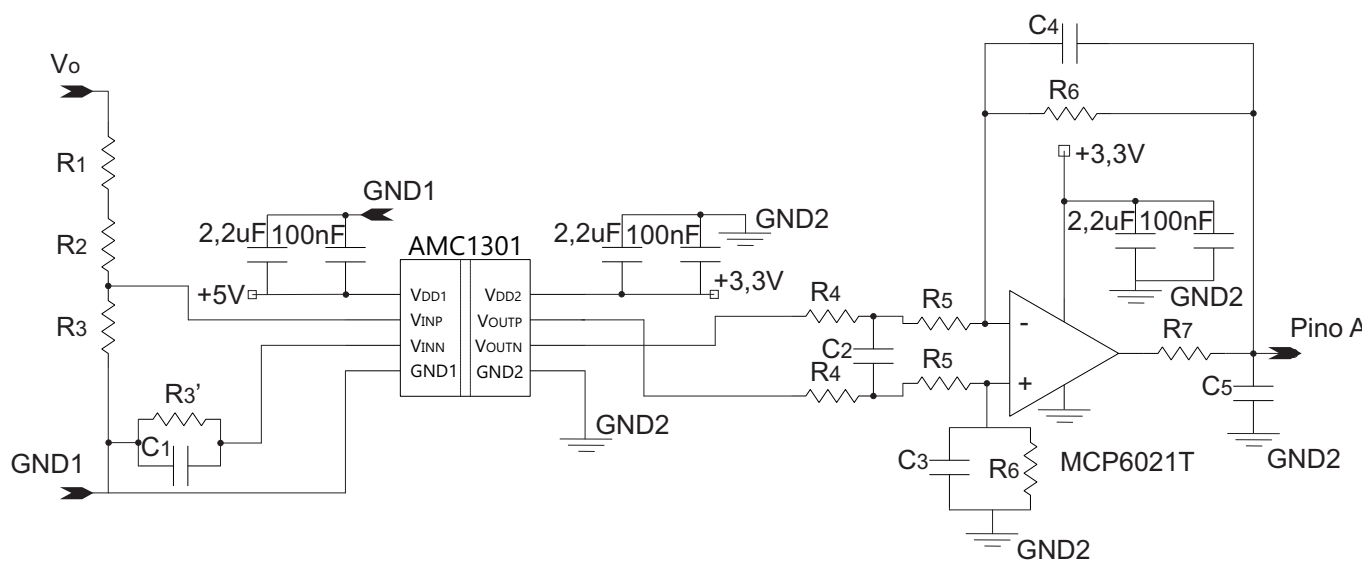 C4
Vo
R6
+3,3V
R1
GND1
2,2uF 100nF
R2
2,2uF 100nF
GND2
2,2uF 100nF
AMC1301
+5V
VDD1
VDD2
+3,3V
GND2
R3
VINP
VOUTP
R4
R5
-
R7
Pino A
VINN
VOUTN
C2
GND1
GND2
R4
R5
+
C5
R3'
C1
GND2
C3
R6
MCP6021T
GND2
GND1
GND2